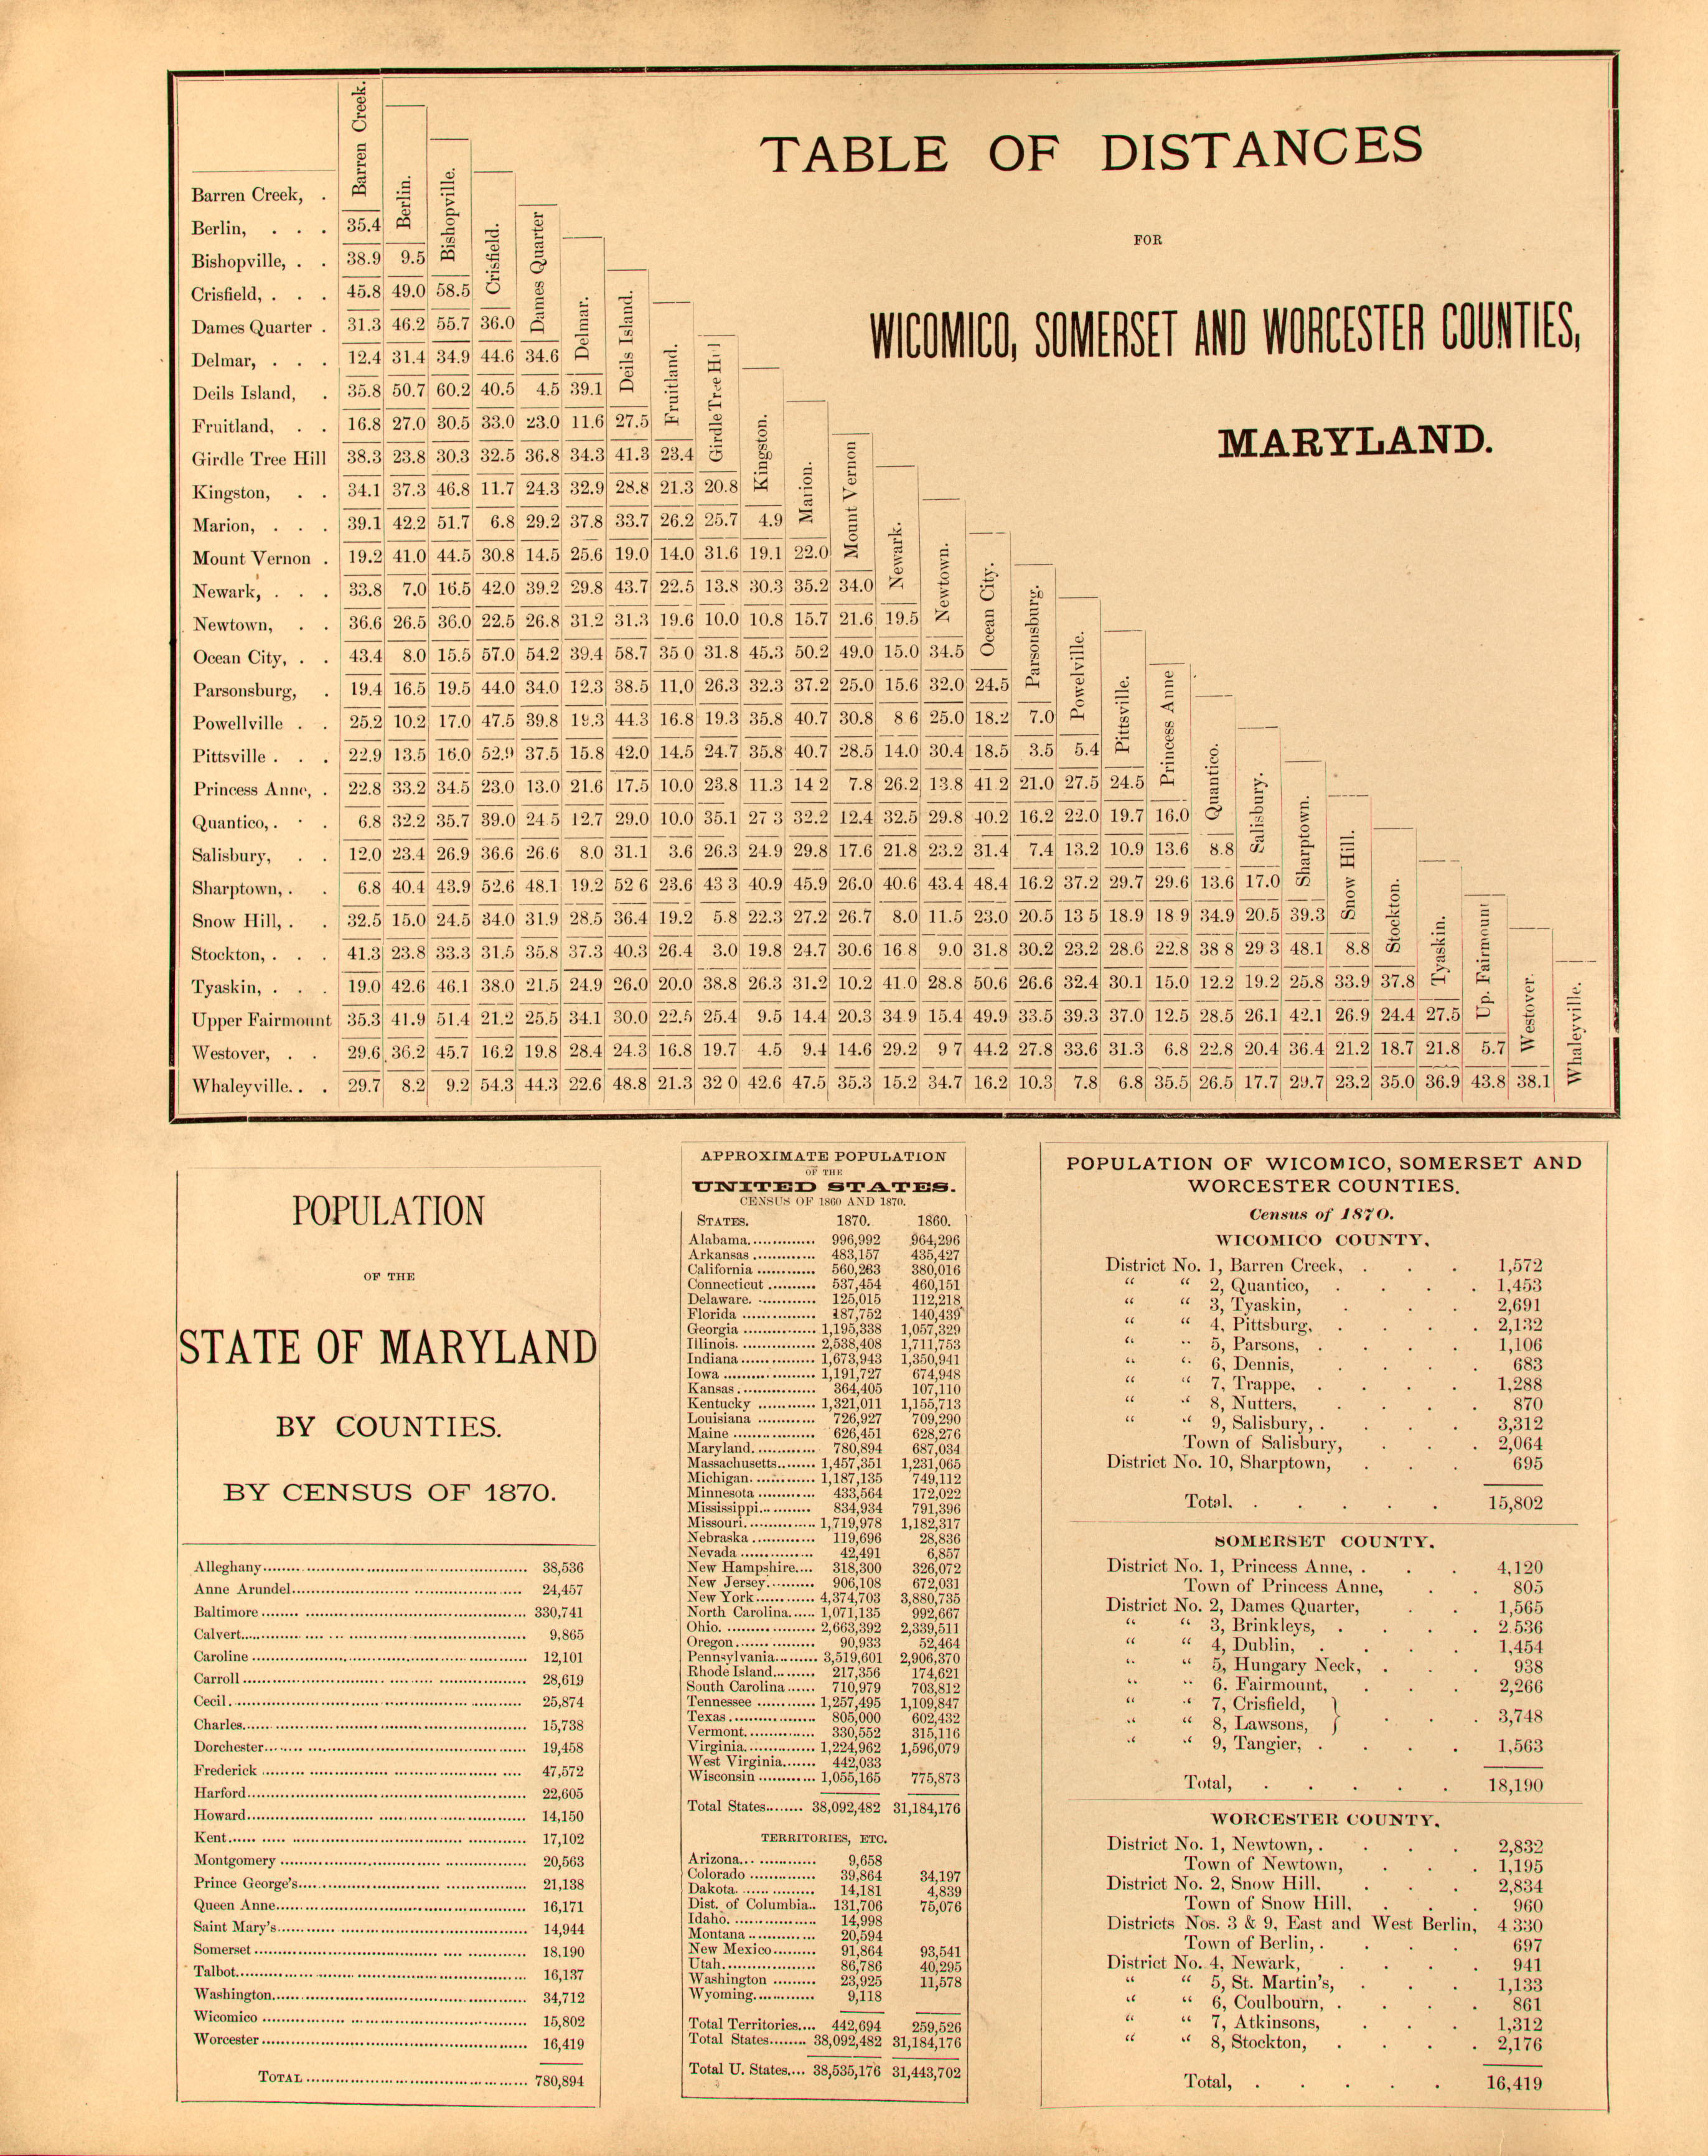 TABLE OF DISTANCES
FOR
WICOMICO, SOMERSET AND WORCESTER COUNTIES,
MARYLAND.
Barren Creek.
Berlin.
Bishopville.
Crisfield.
Dames Quarter
Delmar.
Deils Island.
Fruitland.
Girdle Tree Hill
Kingston.
Marion.
Mount Vernon
Newark.
Newtown.
Ocean City.
Parsonsburg.
Powelville.
Pittsville.
Princess Anne
Quantico.
Salisbury.
Sharptown.
Snow Hill.
Stockton.
Tyaskin.
Up. Fairmount
Westover.
Whaleyville.
Barren Creek, .
Berlin, . . . 35.4
Bishopville, . . 38.9 9.5
Crisfield, . . . 45.8 49.0 58.5
Dames Quarter . 31.3 46.2 55.7 36.0
Delmar, . . . 12.4 31.4 34.9 44.6 34.6
Deils Island, . 35.8 50.7 60.2 40.5 4.5 39.1
Fruitland, . . 16.8 27.0 30.5 33.0 23.0 11.6 27.5
Girdle Tree Hill 38.3 23.8 30.3 32.5 36.8 34.3 41.3 23.4
Kingston, . . 34.1 37.3 46.8 11.7 24.3 32.9 28.8 21.3 20.8
Marion, . . . 39.1 42.2 51.7 6.8 29.2 37.8 33.7 26.2 25.7 4.9
Mount Vernon . 19.2 41.0 44.5 30.8 14.5 25.6 19.0 14.0 31.6 19.1 22.0
Newark, . . . 33.8 7.0 16.5 42.0 39.2 29.8 43.7 22.5 13.8 30.3 35.2 34.0
Newtown, . . 36.6 26.5 36.0 22.5 26.8 31.2 31.3 19.6 10.0 10.8 15.7 21.6 19.5
Ocean City, . . 43.4 8.0 15.5 57.0 54.2 39.4 58.7 35 0 31.8 45.3 50.2 49.0 15.0 34.5
Parsonsburg, . 19.4 16.5 19.5 44.0 34.0 12.3 38.5 11.0 26.3 32.3 37.2 25.0 15.6 32.0 24.5
Powellville . . 25.2 10.2 17.0 47.5 39.8 19.3 44.3 16.8 19.3 35.8 40.7 30.8 8 6 25.0 18.2 7.0
Pittsville . . . 22.9 13.5 16.0 52.9 37.5 15.8 42.0 14.5 24.7 35.8 40.7 28.5 14.0 30.4 18.5 3.5 5.4
Princess Anne, . 22.8 33.2 34.5 23.0 13.0 21.6 17.5 10.0 23.8 11.3 14 2 7.8 26.2 13.8 41 2 21.0 27.5 24.5
Quantico, . . . 6.8 32.2 35.7 39.0 24 5 12.7 29.0 10.0 35.1 27 3 32.2 12.4 32.5 29.8 40.2 16.2 22.0 19.7 16.0
Salisbury, . . 12.0 23.4 26.9 36.6 26.6 8.0 31.1 3.6 26.3 24.9 29.8 17.6 21.8 23.2 31.4 7.4 13.2 10.9 13.6 8.8
Sharptown, . . 6.8 40.4 43.9 52.6 48.1 19.2 52 6 23.6 43 3 40.9 45.9 26.0 40.6 43.4 48.4 16.2 37.2 29.7 29.6 13.6 17.0
Snow Hill, . . 32.5 15.0 24.5 34.0 31.9 28.5 36.4 19.2 5.8 22.3 27.2 26.7 8.0 11.5 23.0 20.5 13 5 18.9 18 9 34.9 20.5 39.3
Stockton, . . . 41.3 23.8 33.3 31.5 35.8 37.3 40.3 26.4 3.0 19.8 24.7 30.6 16 8 9.0 31.8 30.2 23.2 28.6 22.8 38 8 29 3 48.1 8.8
Tyaskin, . . . 19.0 42.6 46.1 38.0 21.5 24.9 26.0 20.0 38.8 26.3 31.2 10.2 41.0 28.8 50.6 26.6 32.4 30.1 15.0 12.2 19.2 25.8 33.9 37.8
Upper Fairmount 35.3 41.9 51.4 21.2 25.5 34.1 30.0 22.5 25.4 9.5 14.4 20.3 34.9 15.4 49.9 33.5 39.3 37.0 12.5 28.5 26.1 42.1 26.9 24.4 27.5
Westover, . . 29.6 36.2 45.7 16.2 19.8 28.4 24.3 16.8 19.7 4.5 9.4 14.6 29.2 9 7 44.2 27.8 33.6 31.3 6.8 22.8 20.4 36.4 21.2 18.7 21.8 5.7
Whaleyville. . . 29.7 8.2 9.2 54.3 44.3 22.6 48.8 21.3 32 0 42.6 47.5 35.3 15.2 34.7 16.2 10.3 7.8 6.8 35.5 26.5 17.7 29.7 23.2 35.0 36.9 43.8 38.1
POPULATION
OF THE
STATE OF MARYLAND
BY COUNTIES.
BY CENSUS OF 1870.
Alleghany 38,536
Anne Arundel 24,457
Baltimore 330,741
Calvert 9,865
Caroline 12,101
Carroll 28,619
Cecil 25,874
Charles 15,738
Dorchester 19,458
Frederick 47,572
Harford 22,605
Howard 14,150
Kent 17,102
Montgomery 20,563
Prince George's 21,138
Queen Anne 16,171
Saint Mary's 14,944
Somerset 18,190
Talbot 16,137
Washington 34,712
Wicomico 15,802
Worcester 16,419
TOTAL 780,894
APPROXIMATE POPULATION
OF THE
UNITED STATES.
CENSUS OF 1860 AND 1870.
STATES. 1870. 1860.
Alabama 996,992 964,296
Arkansas 483,157 435,427
California 560,263 380,016
Connecticut 537,454 460,151
Delaware 125,015 112,218
Florida 187,752 140,439
Georgia 1,195,338 1,057,329
Illinois 2,538,408 1,711,753
Indiana 1,673,943 1,350,941
Iowa 1,191,727 674,948
Kansas 364,405 107,110
Kentucky 1,321,011 1,155,713
Louisiana 726,927 709,290
Maine 626,451 628,276
Maryland 780,894 687,034
Massachusetts 1,457,351 1,231,065
Michigan 1,187,135 749,112
Minnesota 433,564 172,022
Mississippi 834,934 791,396
Missouri 1,719,978 1,182,317
Nebraska 119,696 28,836
Nevada 42,491 6,857
New Hampshire 318,300 326,072
New Jersey 906,108 672,031
New York 4,374,703 3,880,735
North Carolina 1,071,135 992,667
Ohio 2,663,392 2,339,511
Oregon 90,933 52,464
Pennsylvania 3,519,601 2,906,370
Rhode Island 217,356 174,621
South Carolina 710,979 703,812
Tennessee 1,257,495 1,109,847
Texas 805,000 602,432
Vermont 330,552 315,116
Virginia 1,224,962 1,596,079
West Virginia 442,033
Wisconsin 1,055,165 775,873
Total States 38,092,482 31,184,176
TERRITORIES, ETC.
Arizona 9,658
Colorado 39,864 34,197
Dakota 14,181 4,839
Dist. of Columbia 131,706 75,076
Idaho 14,998
Montana 20,594
New Mexico 91,864 93,541
Utah 86,786 40,295
Washington 23,925 11,578
Wyoming 9,118
Total Territories 442,694 259,526
Total States 38,092,482 31,184,176
Total U. States 38,535,176 31,443,702
POPULATION OF WICOMICO, SOMERSET AND
WORCESTER COUNTIES.
Census of 1870.
WICOMICO COUNTY.
District No. 1, Barren Creek, 1,572
“ “ 2, Quantico, 1,453
“ “ 3, Tyaskin, 2,691
“ “ 4, Pittsburg, 2,132
“ “ 5, Parsons, 1,106
“ “ 6, Dennis, 683
“ “ 7, Trappe, 1,288
“ “ 8, Nutters, 870
“ “ 9, Salisbury, 3,312
Town of Salisbury, 2,064
District No. 10, Sharptown, 695
Total. 15,802
SOMERSET COUNTY.
District No. 1, Princess Anne, 4,120
Town of Princess Anne, 805
District No. 2, Dames Quarter, 1,565
“ “ 3, Brinkleys, 2.536
“ “ 4, Dublin, 1,454
“ “ 5, Hungary Neck, 938
“ “ 6. Fairmount, 2,266
“ “ 7, Crisfield,
“ “ 8, Lawsons, } 3,748
“ “ 9, Tangier, 1,563
Total, 18,190
WORCESTER COUNTY.
District No. 1, Newtown, 2,832
Town of Newtown, 1,195
District No. 2, Snow Hill. 2,834
Town of Snow Hill. 960
Districts Nos. 3 & 9, East and West Berlin, 4.330
Town of Berlin, 697
District No. 4, Newark, 941
“ “ 5, St. Martin's, 1,133
“ “ 6, Coulbourn, 861
“ “ 7, Atkinsons, 1,312
“ “ 8, Stockton, 2,176
Total, 16,419